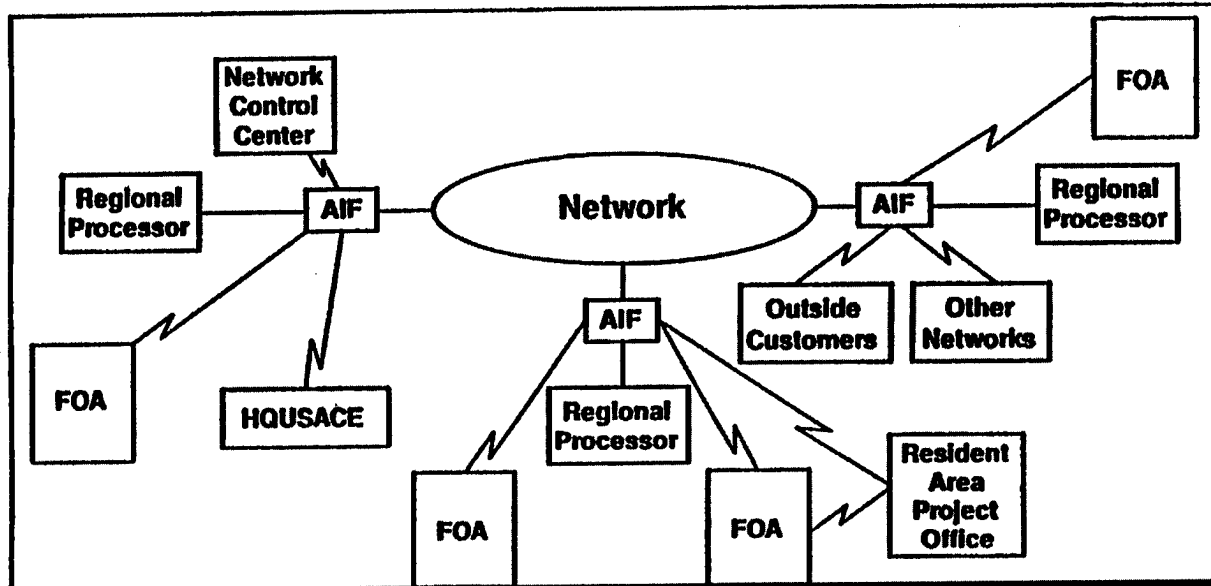 Network
Control
Center
FOA
Regional
Processor
AIF
Network
AIF
Regional
Processor
AIF
Outside
Customers
Other
Networks
FOA
HQUSACE
Regional
Processor
Resident
Area
Project
Office
FOA
FOA